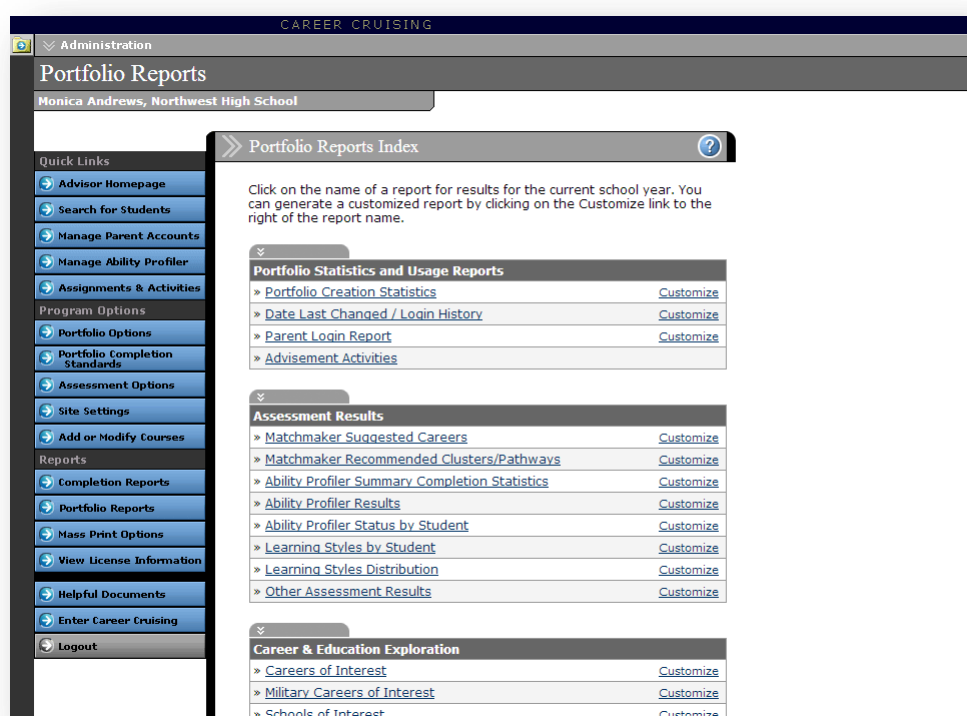 CAREER CRUISING
Administration
Portfolio Reports
Monica Andrews, Northwest High School
Quick Links
Advisor Homepage
Search for Students
Manage Parent Accounts
Manage Ability Profiler
Assignments & Activities
Program Options
Portfolio Options
Portfolio Completion
Standards
Assessment Options
Site Settings
Add or Modify Courses
Reports
Completion Reports
Portfolio Reports
Mass Print Options
View License Information
Helpful Documents
Enter Career Cruising
Logout
Portfolio Reports Index ?
Click on the name of a report for results for the current school year. You
can generate a customized report by clicking on the Customize link to the
right of the report name.
Portfolio Statistics and Usage Reports
» Portfolio Creation Statistics Customize
» Date Last Changed / Login History Customize
» Parent Login Report Customize
» Advisement Activities
Assessment Results
» Matchmaker Suggested Careers Customize
» Matchmaker Recommended Clusters/Pathways Customize
» Ability Profiler Summary Completion Statistics Customize
» Ability Profiler Results Customize
» Ability Profiler Status by Student Customize
» Learning Styles by Student Customize
» Learning Styles Distribution Customize
» Other Assessment Results Customize
Career & Education Exploration
» Careers of Interest Customize
» Military Careers of Interest Customize
» Schools of Interest Customize